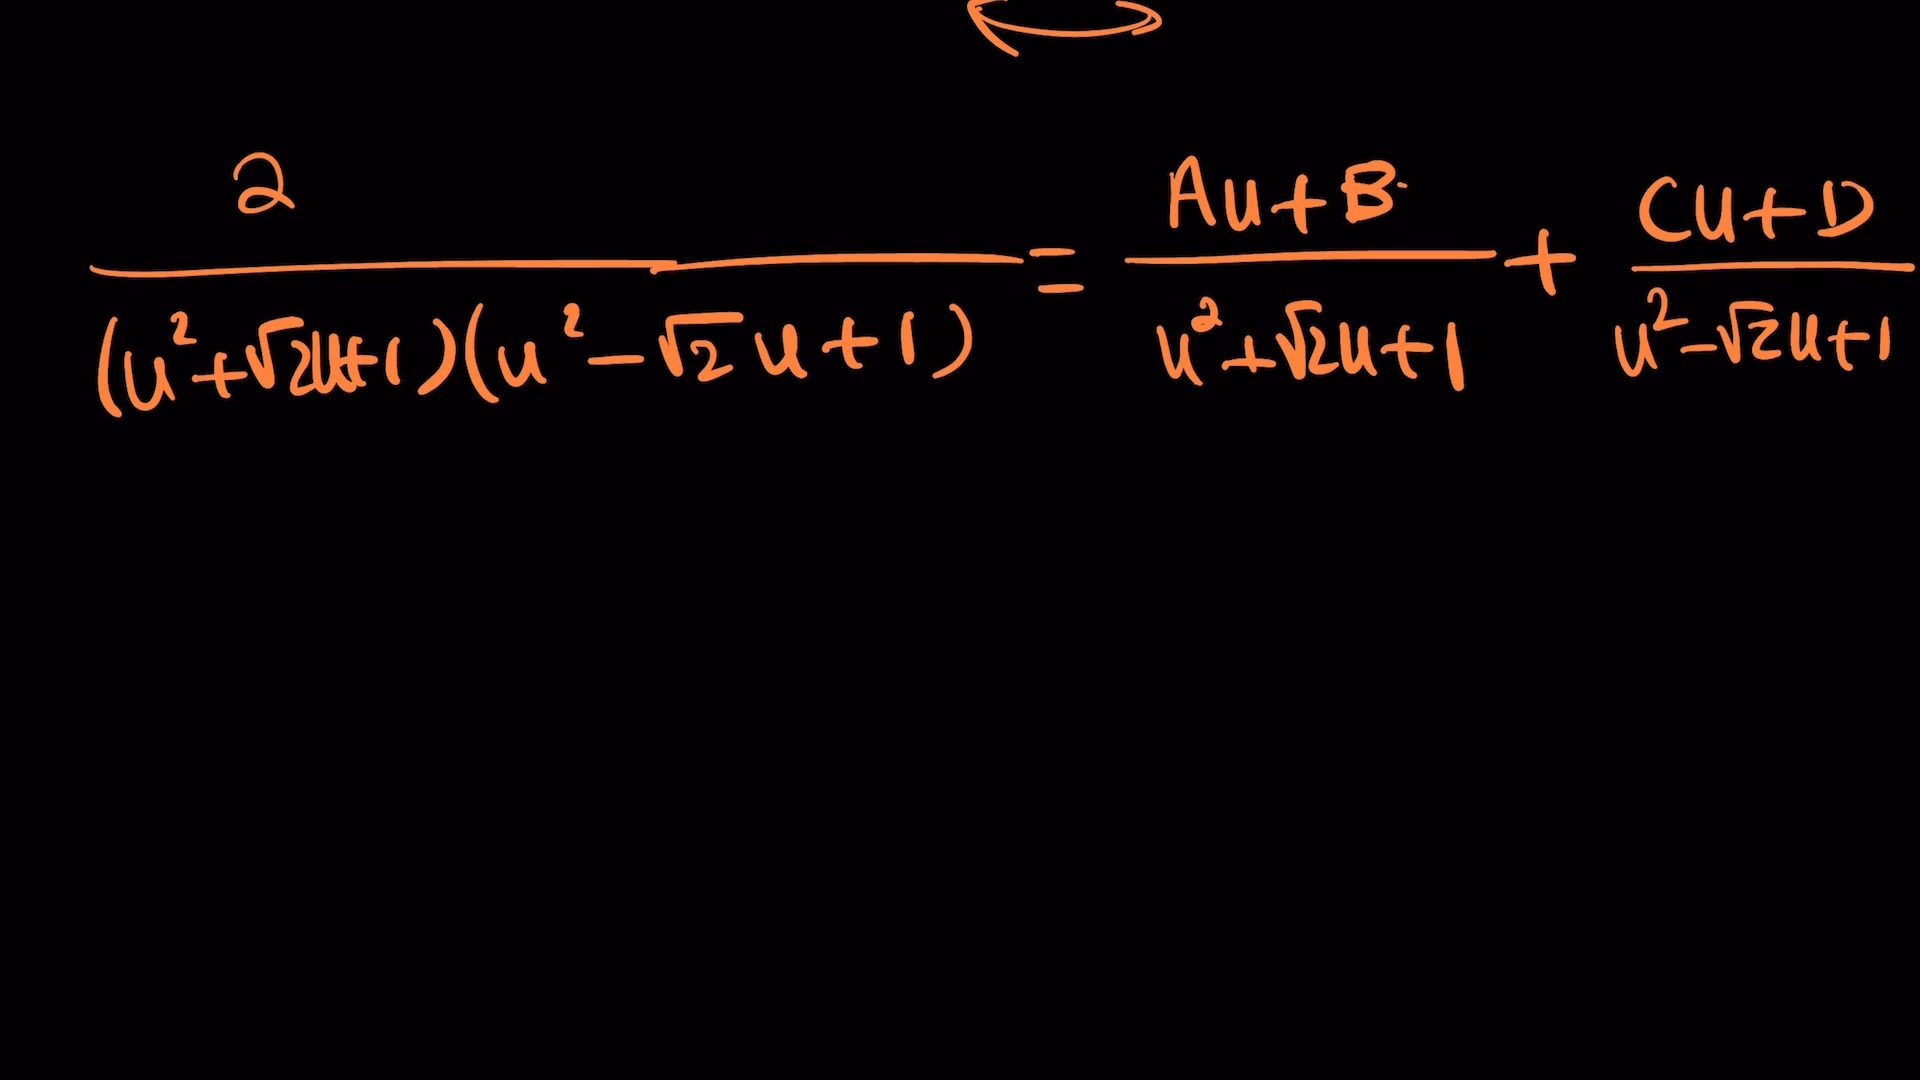 2 / (u²+√2u+1)(u²-√2u+1) = Au+B / u²+√2u+1 + Cu+D / u²-√2u+1